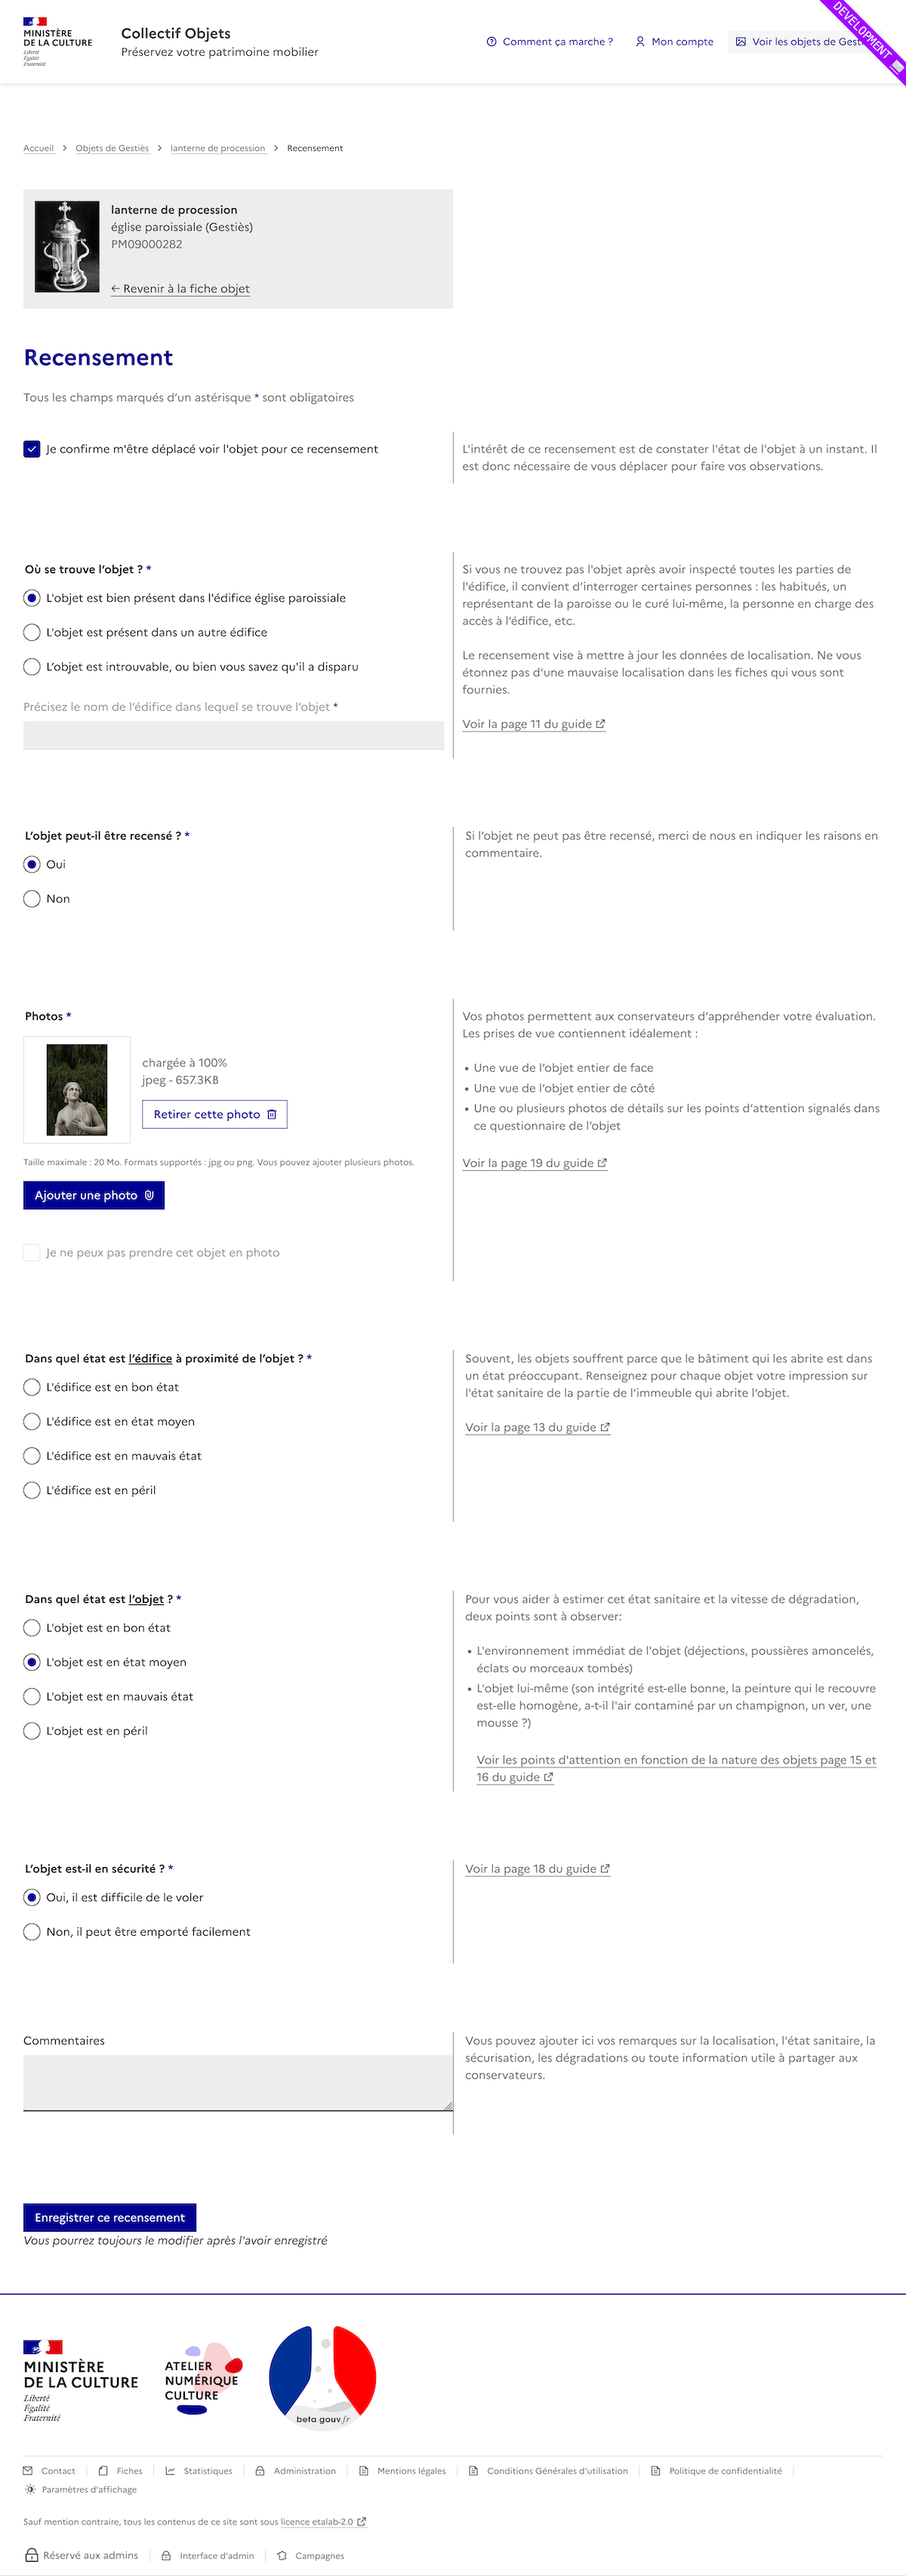 MINISTÈRE
DE LA CULTURE
Liberté
Égalité
Fraternité
Collectif Objets
Préservez votre patrimoine mobilier
Comment ça marche ?
Mon compte
Voir les objets de
DEVELOPMENT
Accueil > Objets de Gestiès > lanterne de procession > Recensement
lanterne de procession
église paroissiale (Gestiès)
PM09000282
← Revenir à la fiche objet
Recensement
Tous les champs marqués d’un astérisque * sont obligatoires
Je confirme m'être déplacé voir l'objet pour ce recensement
L'intérêt de ce recensement est de constater l'état de l'objet à un instant. Il
est donc nécessaire de vous déplacer pour faire vos observations.
Où se trouve l’objet ? *
L'objet est bien présent dans l'édifice église paroissiale
L'objet est présent dans un autre édifice
L’objet est introuvable, ou bien vous savez qu'il a disparu
Précisez le nom de l’édifice dans lequel se trouve l’objet *
Si vous ne trouvez pas l'objet après avoir inspecté toutes les parties de
l'édifice, il convient d’interroger certaines personnes : les habitués, un
représentant de la paroisse ou le curé lui-même, la personne en charge des
accès à l’édifice, etc.
Le recensement vise à mettre à jour les données de localisation. Ne vous
étonnez pas d'une mauvaise localisation dans les fiches qui vous sont
fournies.
Voir la page 11 du guide
L’objet peut-il être recensé ? *
Oui
Non
Si l’objet ne peut pas être recensé, merci de nous en indiquer les raisons en
commentaire.
Photos *
chargée à 100%
jpeg - 657.3KB
Retirer cette photo
Taille maximale : 20 Mo. Formats supportés : jpg ou png. Vous pouvez ajouter plusieurs photos.
Ajouter une photo
Je ne peux pas prendre cet objet en photo
Vos photos permettent aux conservateurs d’appréhender votre évaluation.
Les prises de vue contiennent idéalement :
• Une vue de l’objet entier de face
• Une vue de l’objet entier de côté
• Une ou plusieurs photos de détails sur les points d’attention signalés dans
ce questionnaire de l’objet
Voir la page 19 du guide
Dans quel état est l’édifice à proximité de l’objet ? *
L'édifice est en bon état
L'édifice est en état moyen
L'édifice est en mauvais état
L'édifice est en péril
Souvent, les objets souffrent parce que le bâtiment qui les abrite est dans
un état préoccupant. Renseignez pour chaque objet votre impression sur
l'état sanitaire de la partie de l’immeuble qui abrite l’objet.
Voir la page 13 du guide
Dans quel état est l’objet ? *
L'objet est en bon état
L'objet est en état moyen
L'objet est en mauvais état
L'objet est en péril
Pour vous aider à estimer cet état sanitaire et la vitesse de dégradation,
deux points sont à observer:
• L'environnement immédiat de l'objet (déjections, poussières amoncelés,
éclats ou morceaux tombés)
• L'objet lui-même (son intégrité est-elle bonne, la peinture qui le recouvre
est-elle homogène, a-t-il l'air contaminé par un champignon, un ver, une
mousse ?)
Voir les points d'attention en fonction de la nature des objets page 15 et
16 du guide
L’objet est-il en sécurité ? *
Oui, il est difficile de le voler
Non, il peut être emporté facilement
Voir la page 18 du guide
Commentaires
Vous pouvez ajouter ici vos remarques sur la localisation, l'état sanitaire, la
sécurisation, les dégradations ou toute information utile à partager aux
conservateurs.
Enregistrer ce recensement
Vous pourrez toujours le modifier après l'avoir enregistré
MINISTÈRE
DE LA CULTURE
Liberté
Égalité
Fraternité
ATELIER
NUMÉRIQUE
CULTURE
beta.gouv.fr
Contact
Fiches
Statistiques
Administration
Mentions légales
Conditions Générales d'utilisation
Politique de confidentialité
Paramètres d'affichage
Sauf mention contraire, tous les contenus de ce site sont sous licence etalab-2.0
Réservé aux admins
Interface d'admin
Campagnes